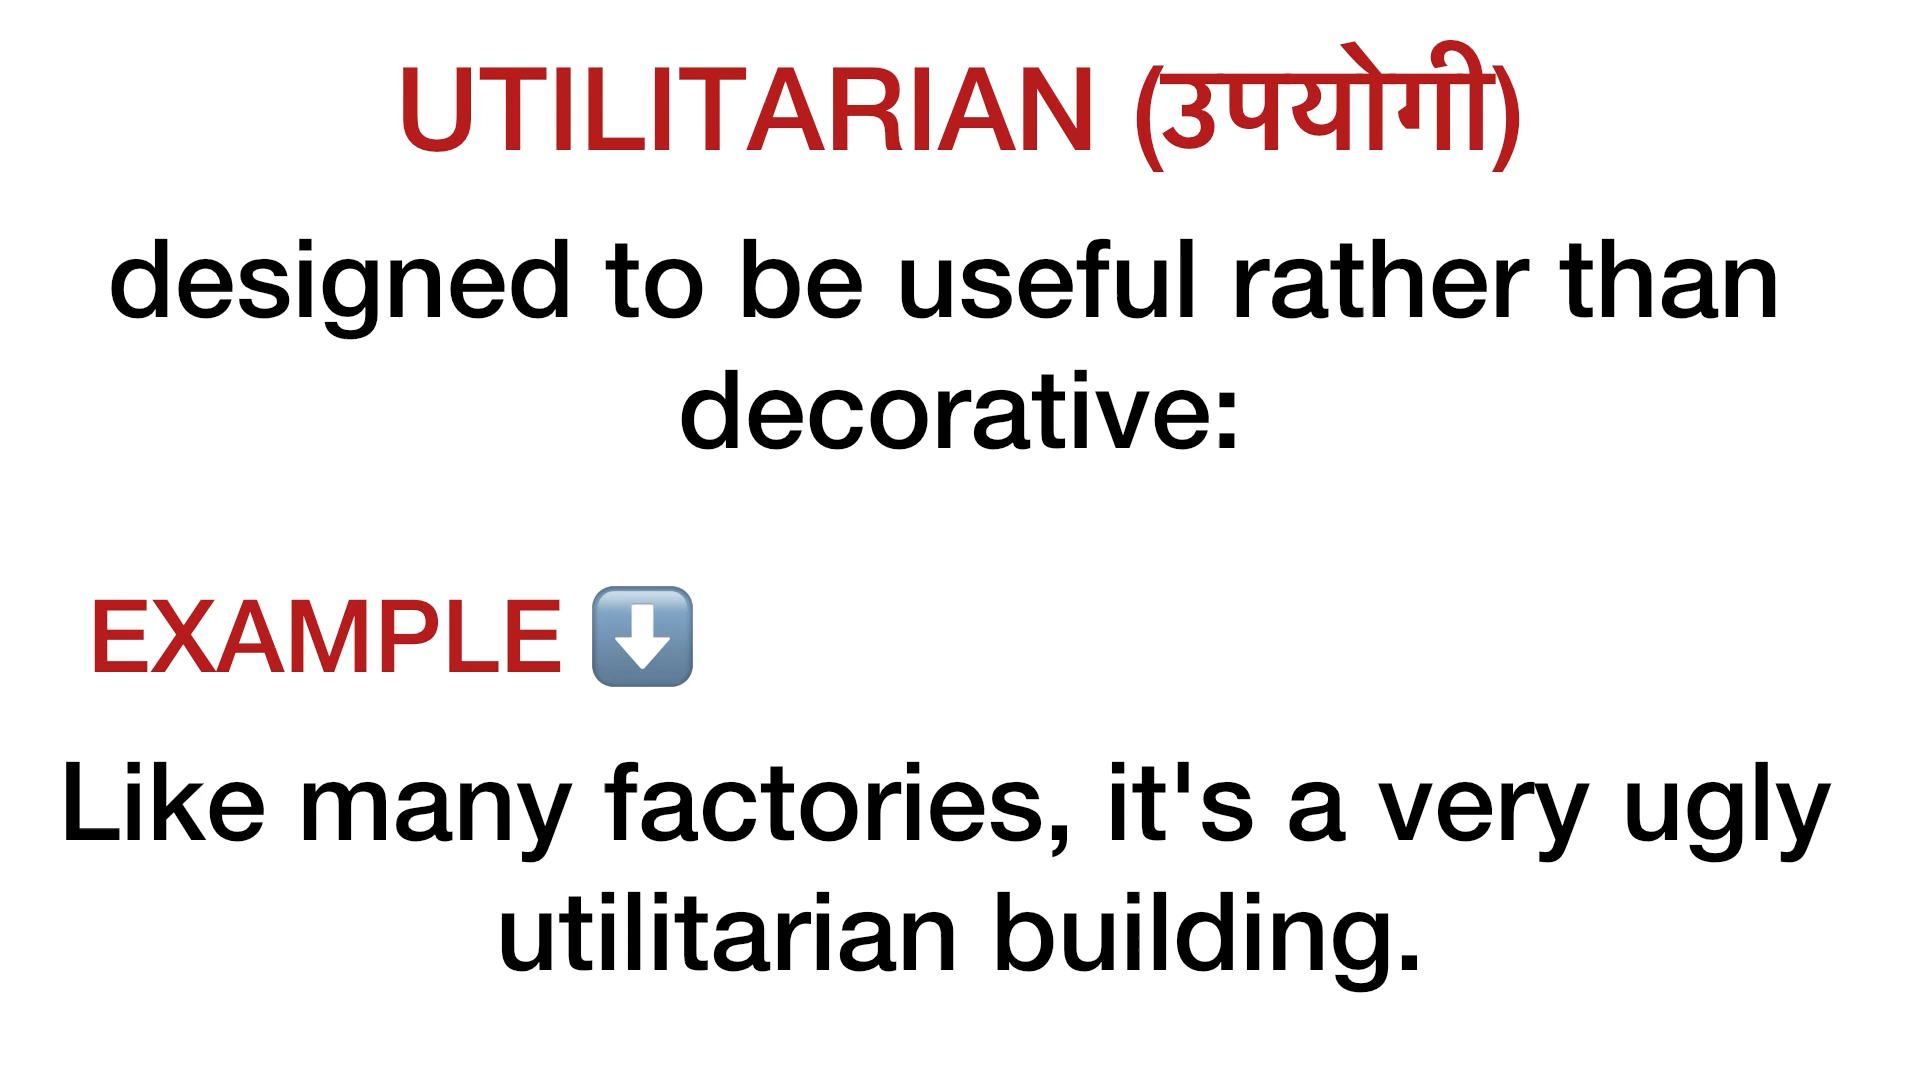 UTILITARIAN (उपयोगी)
designed to be useful rather than
decorative:
EXAMPLE ⬇️
Like many factories, it's a very ugly
utilitarian building.